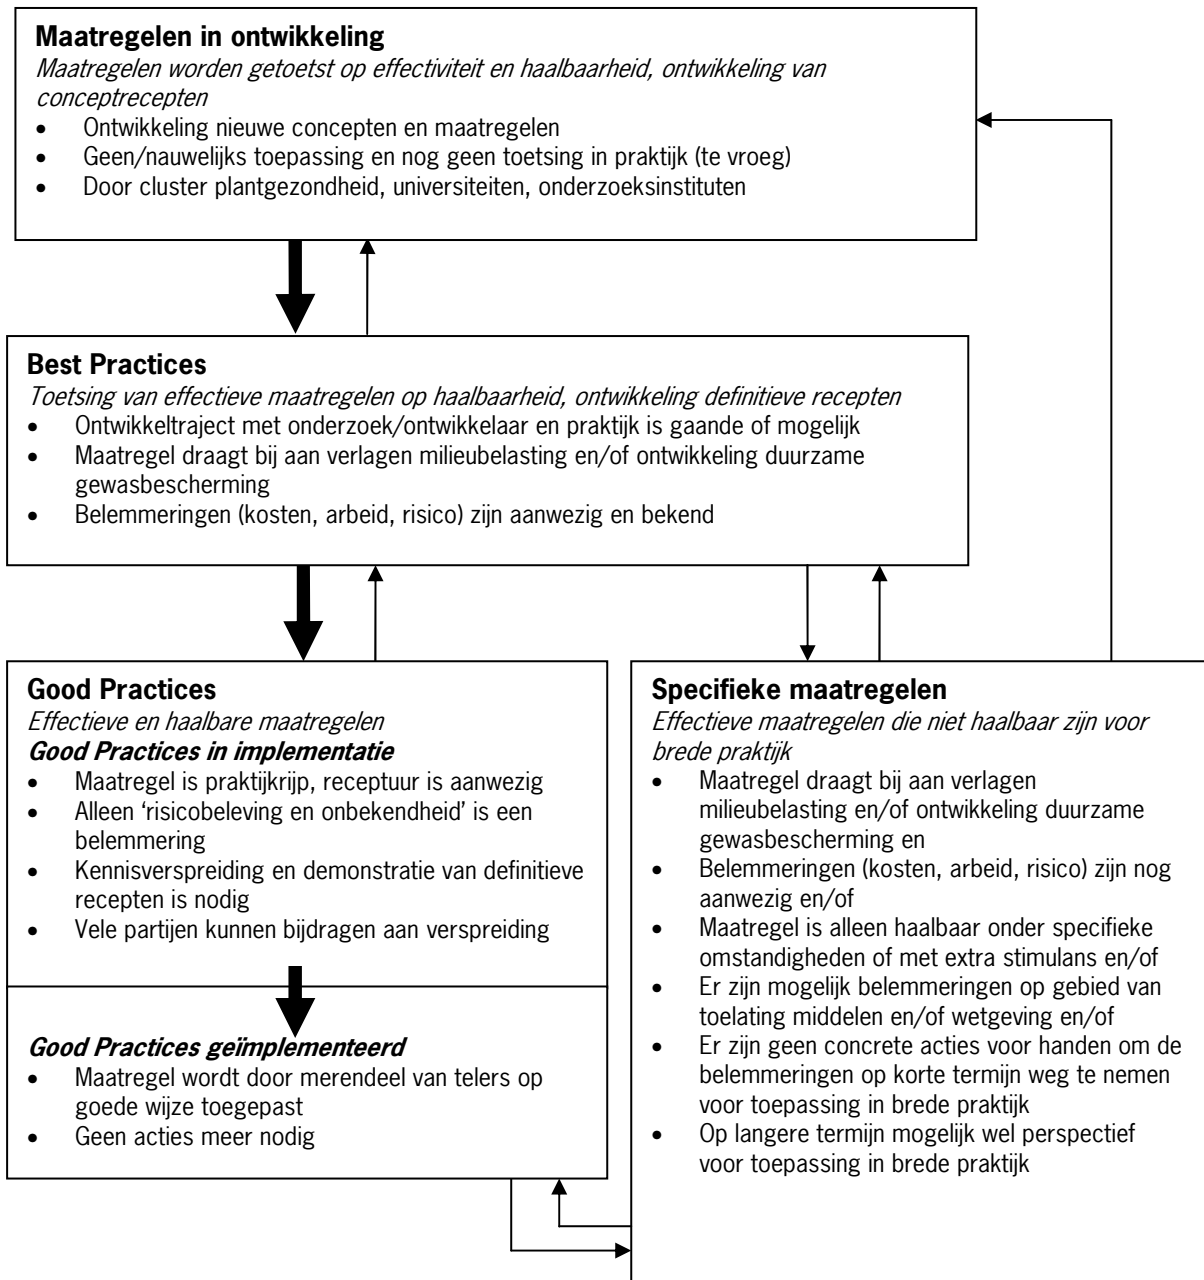 Maatregelen in ontwikkeling
Maatregelen worden getoetst op effectiviteit en haalbaarheid, ontwikkeling van
conceptrecepten
• Ontwikkeling nieuwe concepten en maatregelen
• Geen/nauwelijks toepassing en nog geen toetsing in praktijk (te vroeg)
• Door cluster plantgezondheid, universiteiten, onderzoeksinstituten
Best Practices
Toetsing van effectieve maatregelen op haalbaarheid, ontwikkeling definitieve recepten
• Ontwikkeltraject met onderzoek/ontwikkelaar en praktijk is gaande of mogelijk
• Maatregel draagt bij aan verlagen milieubelasting en/of ontwikkeling duurzame
gewasbescherming
• Belemmeringen (kosten, arbeid, risico) zijn aanwezig en bekend
Good Practices
Effectieve en haalbare maatregelen
Good Practices in implementatie
• Maatregel is praktijkrijp, receptuur is aanwezig
• Alleen ‘risicobeleving en onbekendheid’ is een
belemmering
• Kennisverspreiding en demonstratie van definitieve
recepten is nodig
• Vele partijen kunnen bijdragen aan verspreiding
Good Practices geïmplementeerd
• Maatregel wordt door merendeel van telers op
goede wijze toegepast
• Geen acties meer nodig
Specifieke maatregelen
Effectieve maatregelen die niet haalbaar zijn voor
brede praktijk
• Maatregel draagt bij aan verlagen
milieubelasting en/of ontwikkeling duurzame
gewasbescherming en
• Belemmeringen (kosten, arbeid, risico) zijn nog
aanwezig en/of
• Maatregel is alleen haalbaar onder specifieke
omstandigheden of met extra stimulans en/of
• Er zijn mogelijk belemmeringen op gebied van
toelating middelen en/of wetgeving en/of
• Er zijn geen concrete acties voor handen om de
belemmeringen op korte termijn weg te nemen
voor toepassing in brede praktijk
• Op langere termijn mogelijk wel perspectief
voor toepassing in brede praktijk